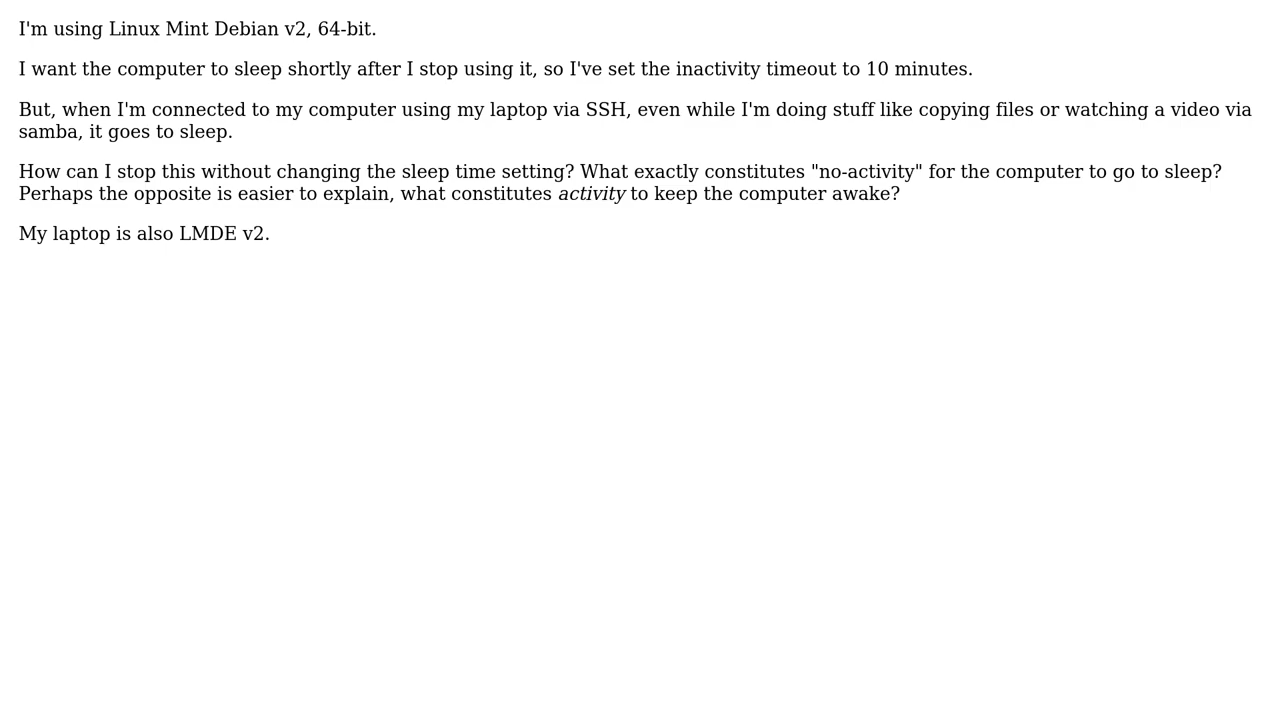 I'm using Linux Mint Debian v2, 64-bit.
I want the computer to sleep shortly after I stop using it, so I've set the inactivity timeout to 10 minutes.
But, when I'm connected to my computer using my laptop via SSH, even while I'm doing stuff like copying files or watching a video via
samba, it goes to sleep.
How can I stop this without changing the sleep time setting? What exactly constitutes "no-activity" for the computer to go to sleep?
Perhaps the opposite is easier to explain, what constitutes activity to keep the computer awake?
My laptop is also LMDE v2.